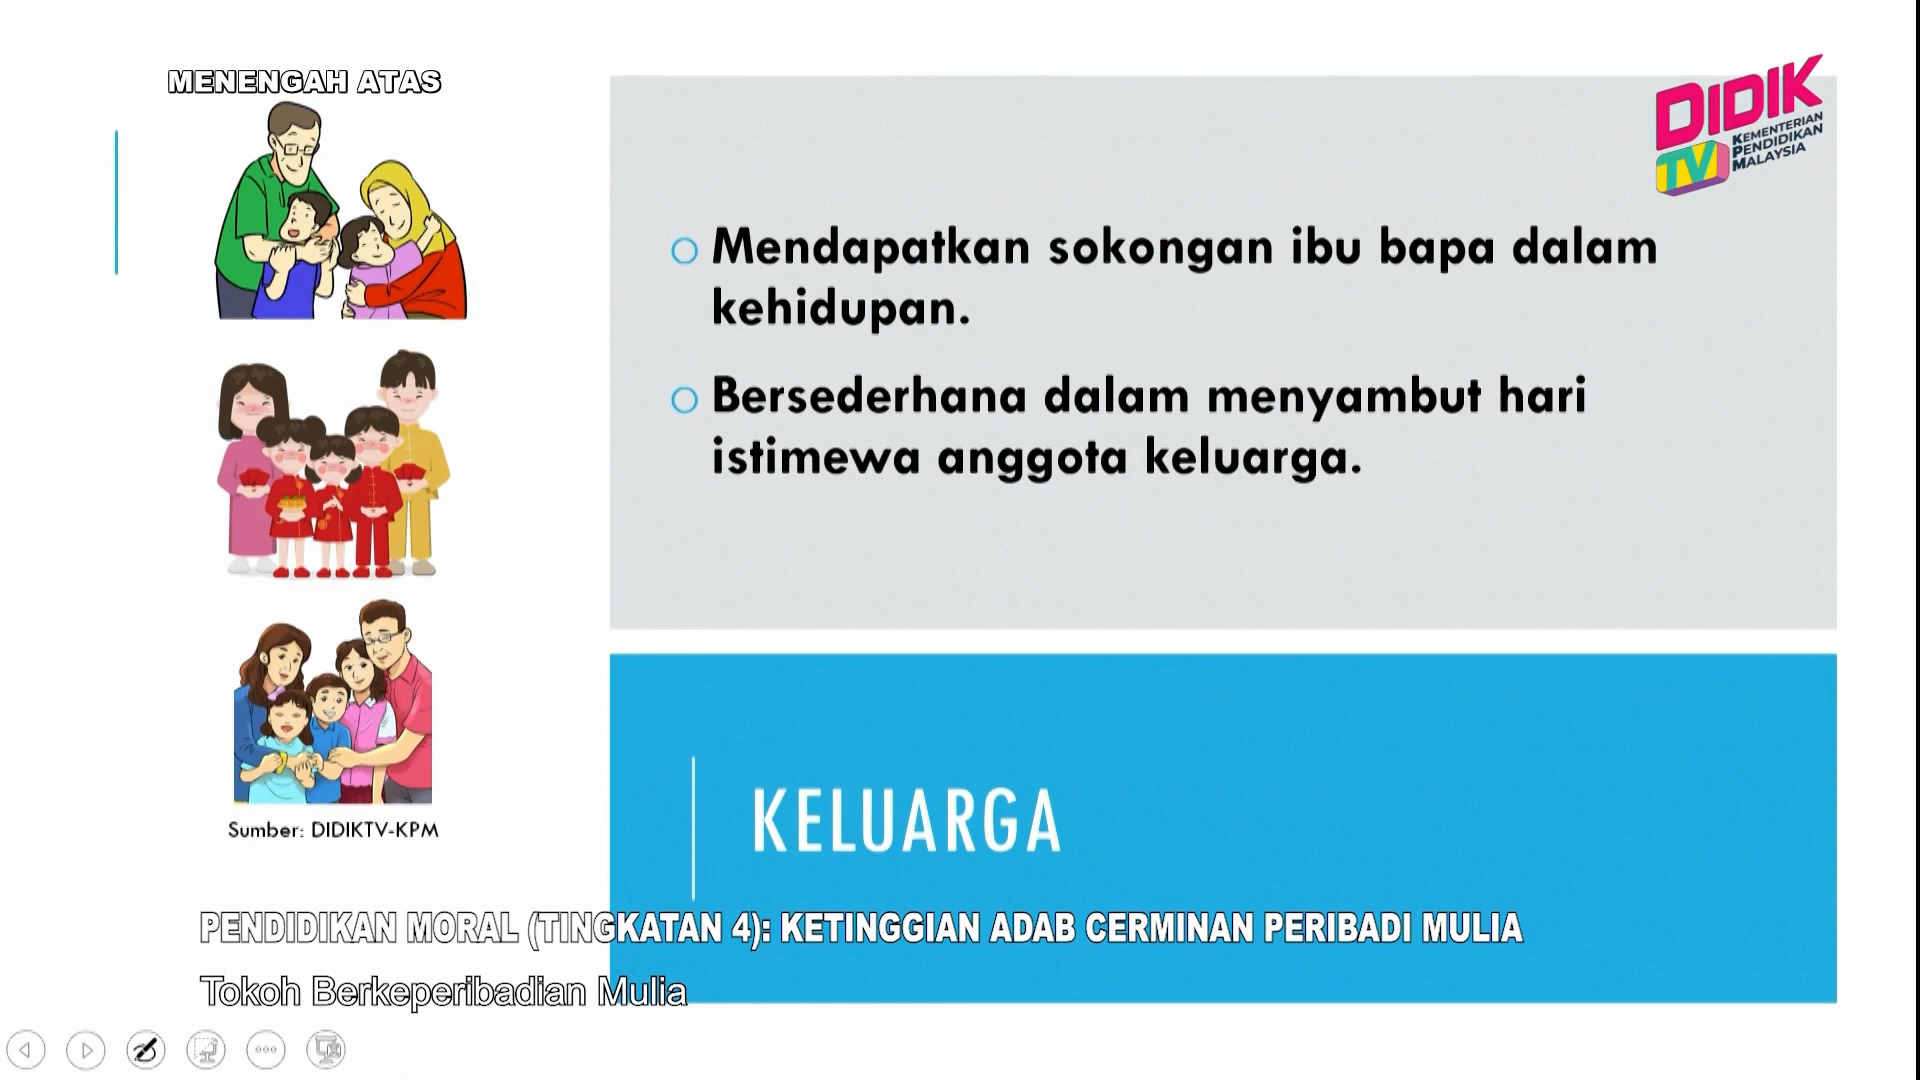 MENENGAH ATAS
DIDIK
TV
KEMENTERIAN
PENDIDIKAN
MALAYSIA
Mendapatkan sokongan ibu bapa dalam
kehidupan.
Bersederhana dalam menyambut hari
istimewa anggota keluarga.
Sumber: DIDIKTV-KPM
KELUARGA
PENDIDIKAN MORAL (TINGKATAN 4): KETINGGIAN ADAB CERMINAN PERIBADI MULIA
Tokoh Berkeperibadian Mulia